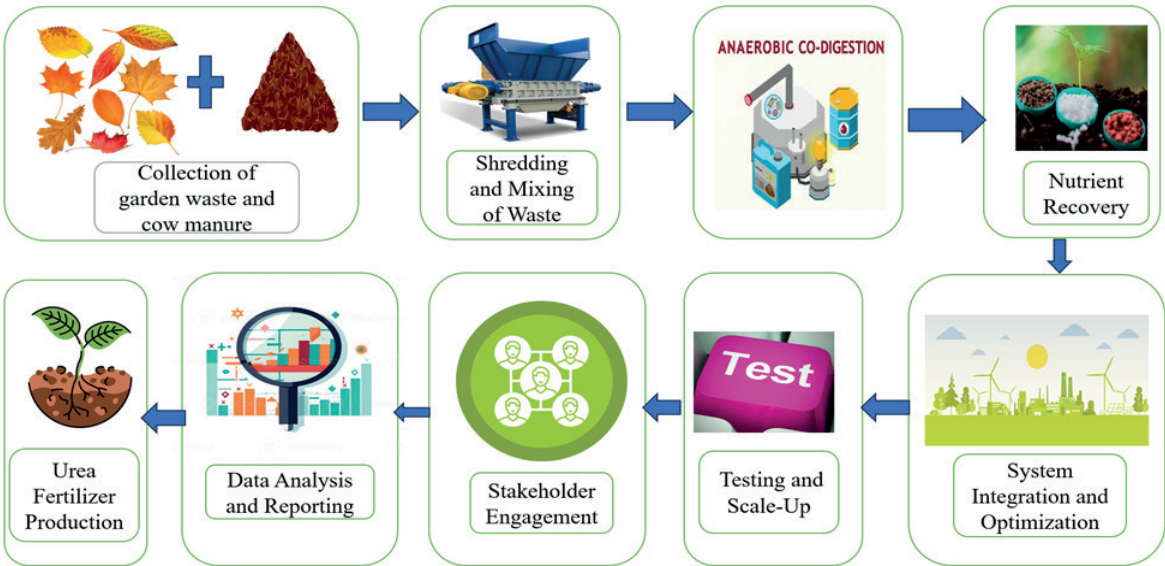 Collection of
garden waste and
cow manure
Shredding
and Mixing
of Waste
ANAEROBIC CO-DIGESTION
Nutrient
Recovery
Urea
Fertilizer
Production
Data Analysis
and Reporting
Stakeholder
Engagement
Test
Testing and
Scale-Up
System
Integration and
Optimization